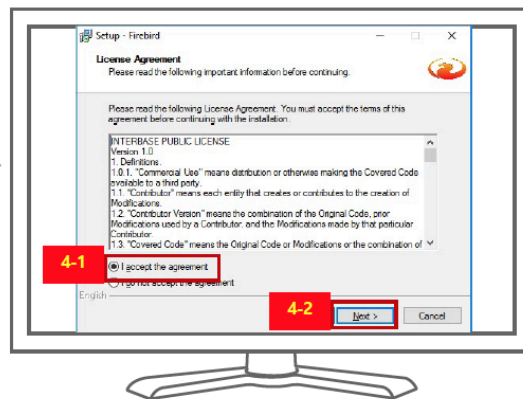 Setup - Firebird
License Agreement
Please read the following important information before continuing.
Please read the following License Agreement. You must accept the terms of this
agreement before continuing with the installation.
INTERBASE PUBLIC LICENSE
Version 1.0
1. Definitions.
1.0.1. "Commercial Use" means distribution or otherwise making the Covered Code
available to a third party.
1.1. "Contributor" means each entity that creates or contributes to the creation of
Modifications.
1.2. "Contributor Version" means the combination of the Original Code, prior
Modifications used by a Contributor, and the Modifications made by that particular
Contributor.
1.3. "Covered Code" means the Original Code or Modifications or the combination of
4-1
I accept the agreement
I do not accept the agreement
English
4-2
Next >
Cancel